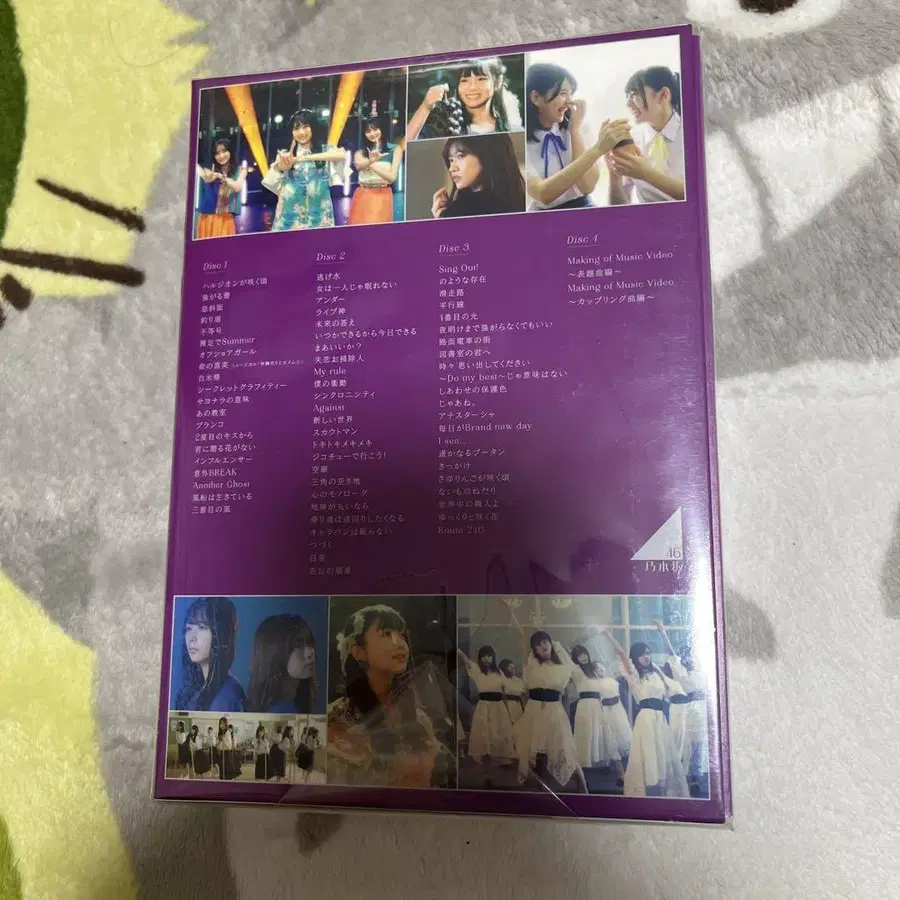 Disc 1
ハルジオンが咲く頃
強がる蕾
急斜面
釣り堀
不等号
裸足でSummer
オフショアガール
命の真実
白米様
シークレットグラフィティー
サヨナラの意味
あの教室
ブランコ
2度目のキスから
君に贈る花がない
インフルエンサー
意外BREAK
Another Ghost
風船は生きている
三番目の風
Disc 2
逃げ水
女は一人じゃ眠れない
アンダー
ライブ神
未来の答え
いつかできるから今日できる
まあいいか?
失恋お掃除人
My rule
僕の衝動
シンクロニシティ
Against
新しい世界
スカウトマン
トキトキメキメキ
ジコチューで行こう!
空扉
三角の空き地
心のモノローグ
地球が丸いなら
帰り道は遠回りしたくなる
キャラバンは眠らない
つづく
日常
告白の順番
Disc 3
Sing Out!
のような存在
滑走路
平行線
4番目の光
夜明けまで強がらなくてもいい
路面電車の街
図書室の君へ
時々 思い出してください
~Do my best~じゃ意味はない
しあわせの保護色
じゃあね。
アナスターシャ
毎日がBrand new day
I see...
遥かなるブータン
きっかけ
さゆりんごが咲く頃
ないものねだり
世界中の隣人よ
ゆっくりと咲く花
Route 246
Disc 4
Making of Music Video
~表題曲編~
Making of Music Video
~カップリング曲編~
46
乃木坂